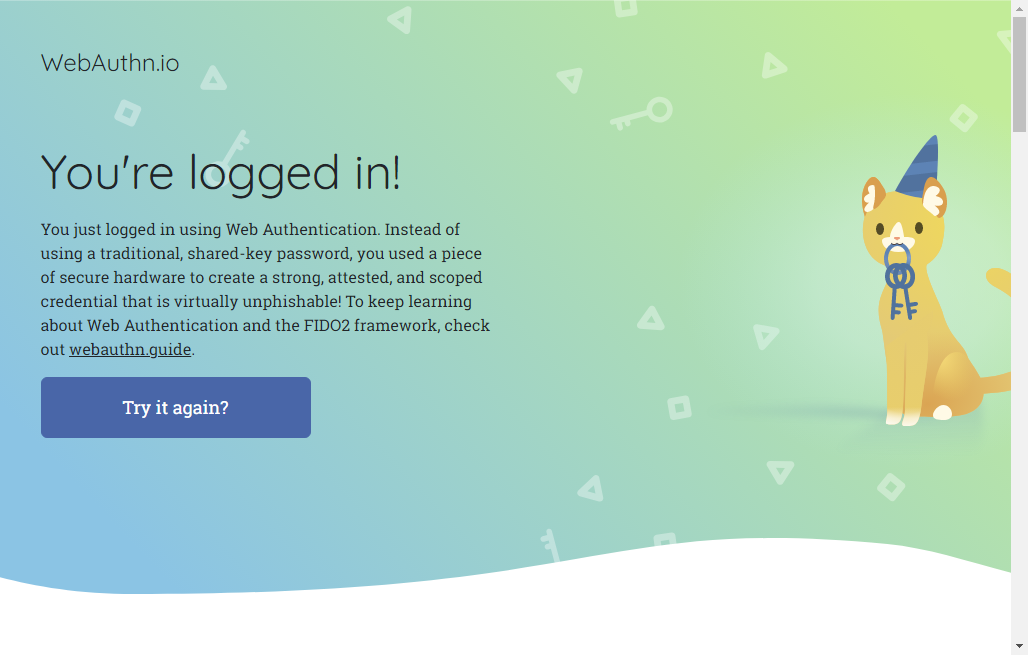 WebAuthn.io
You're logged in!
You just logged in using Web Authentication. Instead of
using a traditional, shared-key password, you used a piece
of secure hardware to create a strong, attested, and scoped
credential that is virtually unphishable! To keep learning
about Web Authentication and the FIDO2 framework, check
out webauthn.guide.
Try it again?